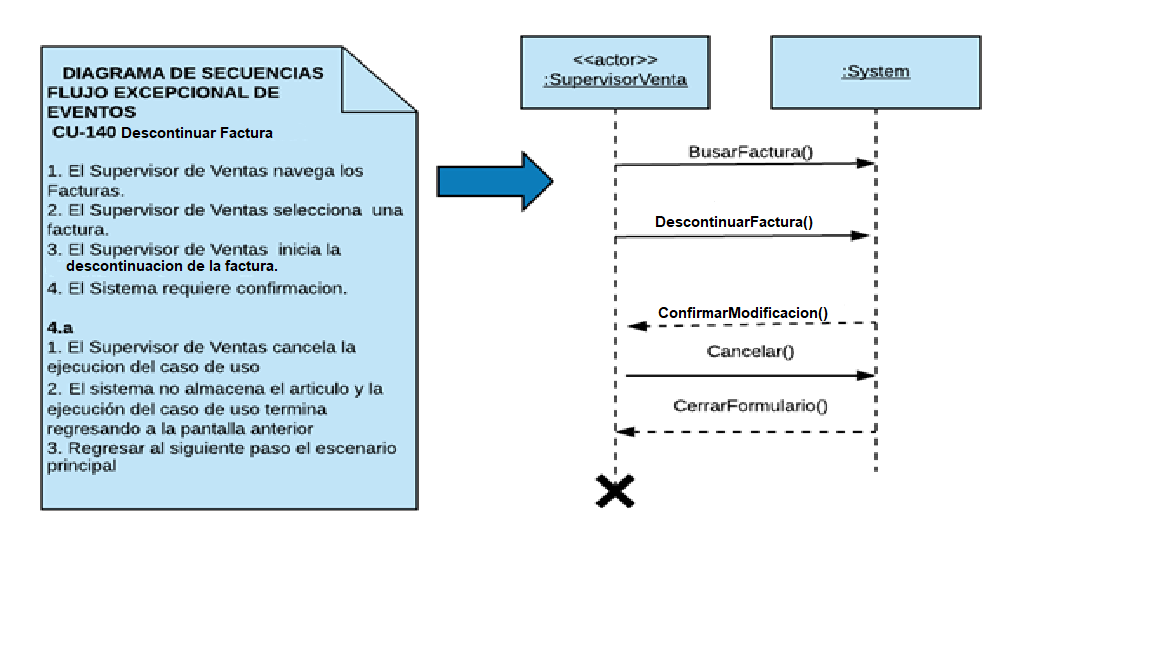 DIAGRAMA DE SECUENCIAS
FLUJO EXCEPCIONAL DE
EVENTOS
CU-140 Descontinuar Factura
1. El Supervisor de Ventas navega los
Facturas.
2. El Supervisor de Ventas selecciona una
factura.
3. El Supervisor de Ventas inicia la
descontinuacion de la factura.
4. El Sistema requiere confirmacion.
4.a
1. El Supervisor de Ventas cancela la
ejecucion del caso de uso
2. El sistema no almacena el articulo y la
ejecución del caso de uso termina
regresando a la pantalla anterior
3. Regresar al siguiente paso el escenario
principal
<<actor>>
:SupervisorVenta
:System
BusarFactura()
DescontinuarFactura()
ConfirmarModificacion()
Cancelar()
CerrarFormulario()